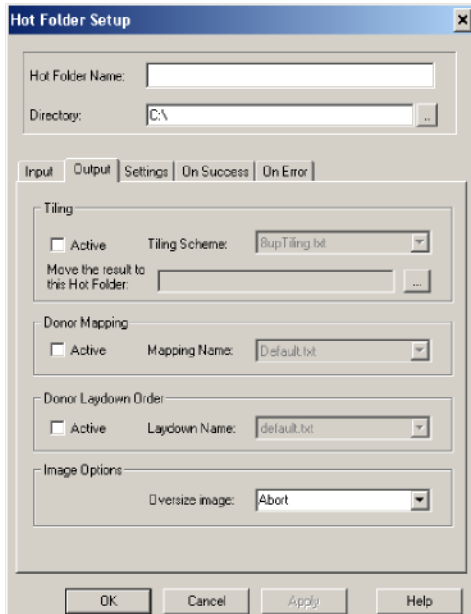 Hot Folder Setup
Hot Folder Name:
Directory: C:\ ..
Input Output Settings On Success On Error
Tiling
Active Tiling Scheme: 8upTiling.txt
Move the result to
this Hot Folder: ...
Donor Mapping
Active Mapping Name: Default.txt
Donor Laydown Order
Active Laydown Name: default.txt
Image Options
Oversize image: Abort
OK Cancel Apply Help